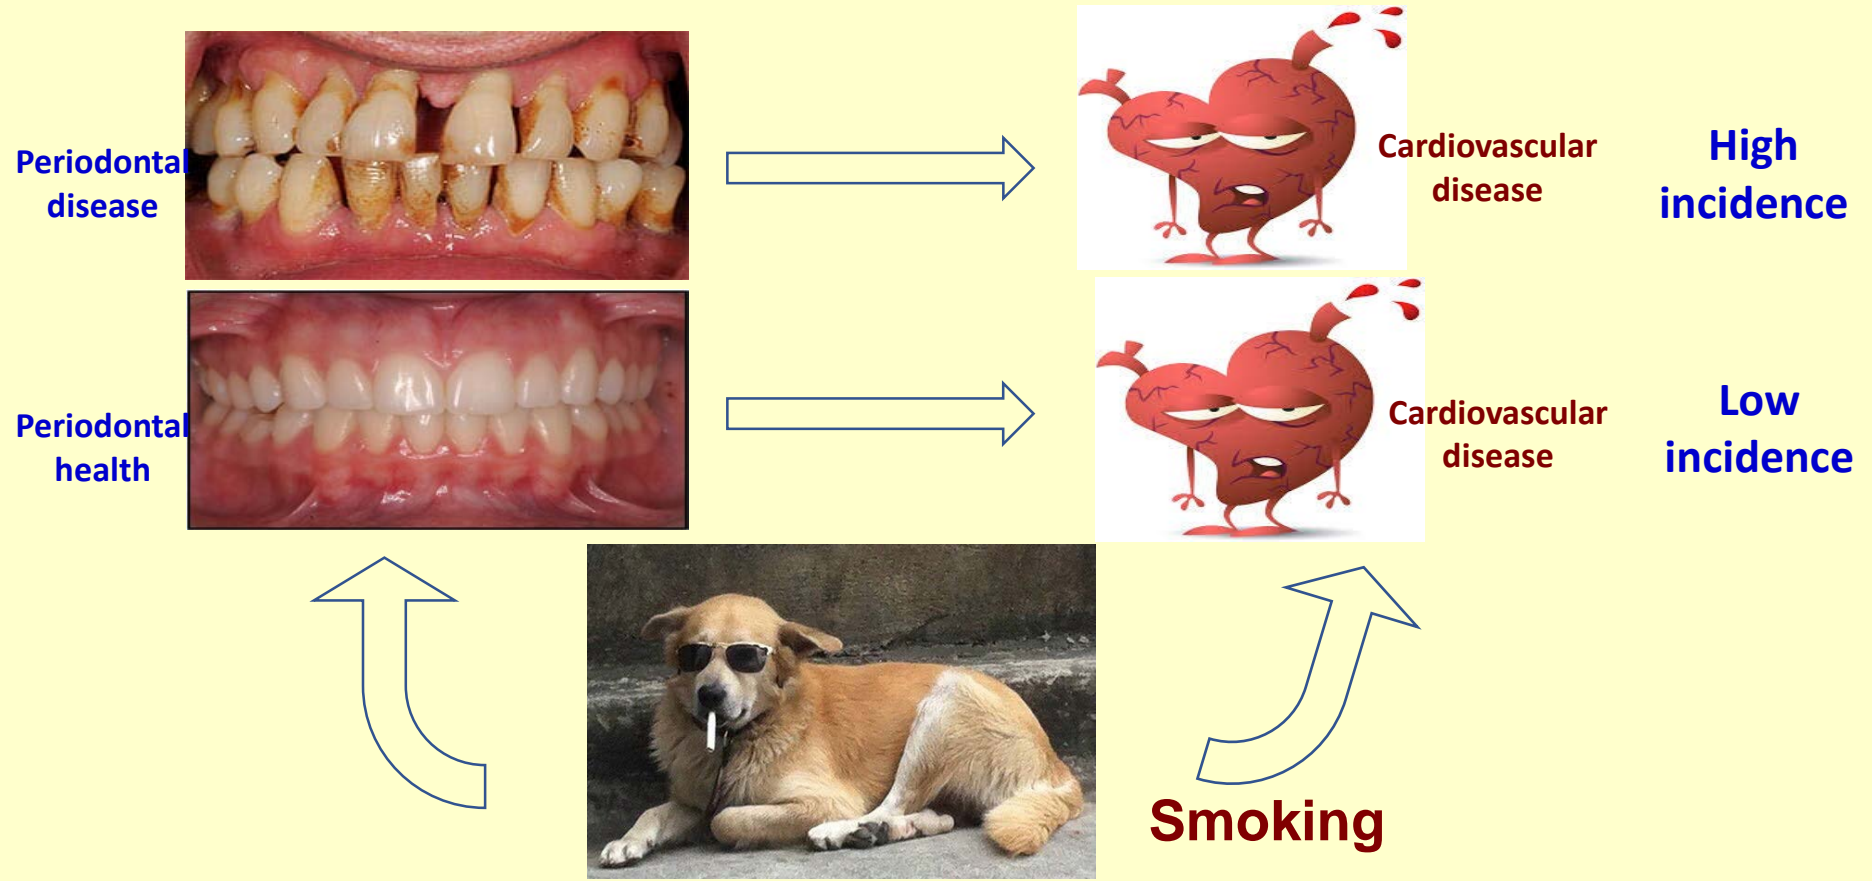 Periodontal
disease
Cardiovascular
disease
High
incidence
Periodontal
health
Cardiovascular
disease
Low
incidence
Smoking